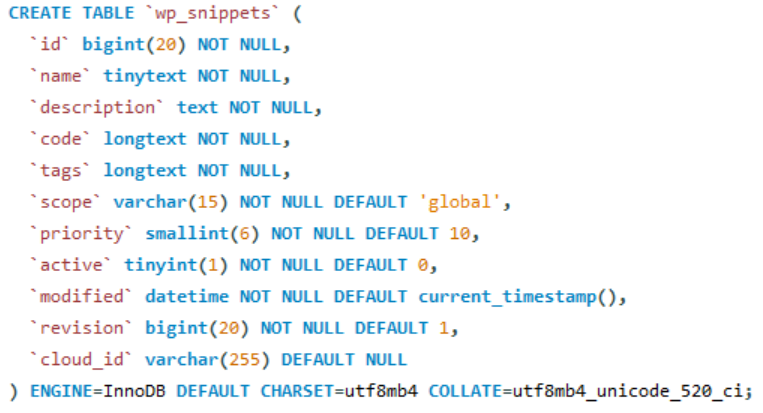 CREATE TABLE `wp_snippets` (
  `id` bigint(20) NOT NULL,
  `name` tinytext NOT NULL,
  `description` text NOT NULL,
  `code` longtext NOT NULL,
  `tags` longtext NOT NULL,
  `scope` varchar(15) NOT NULL DEFAULT 'global',
  `priority` smallint(6) NOT NULL DEFAULT 10,
  `active` tinyint(1) NOT NULL DEFAULT 0,
  `modified` datetime NOT NULL DEFAULT current_timestamp(),
  `revision` bigint(20) NOT NULL DEFAULT 1,
  `cloud_id` varchar(255) DEFAULT NULL
) ENGINE=InnoDB DEFAULT CHARSET=utf8mb4 COLLATE=utf8mb4_unicode_520_ci;